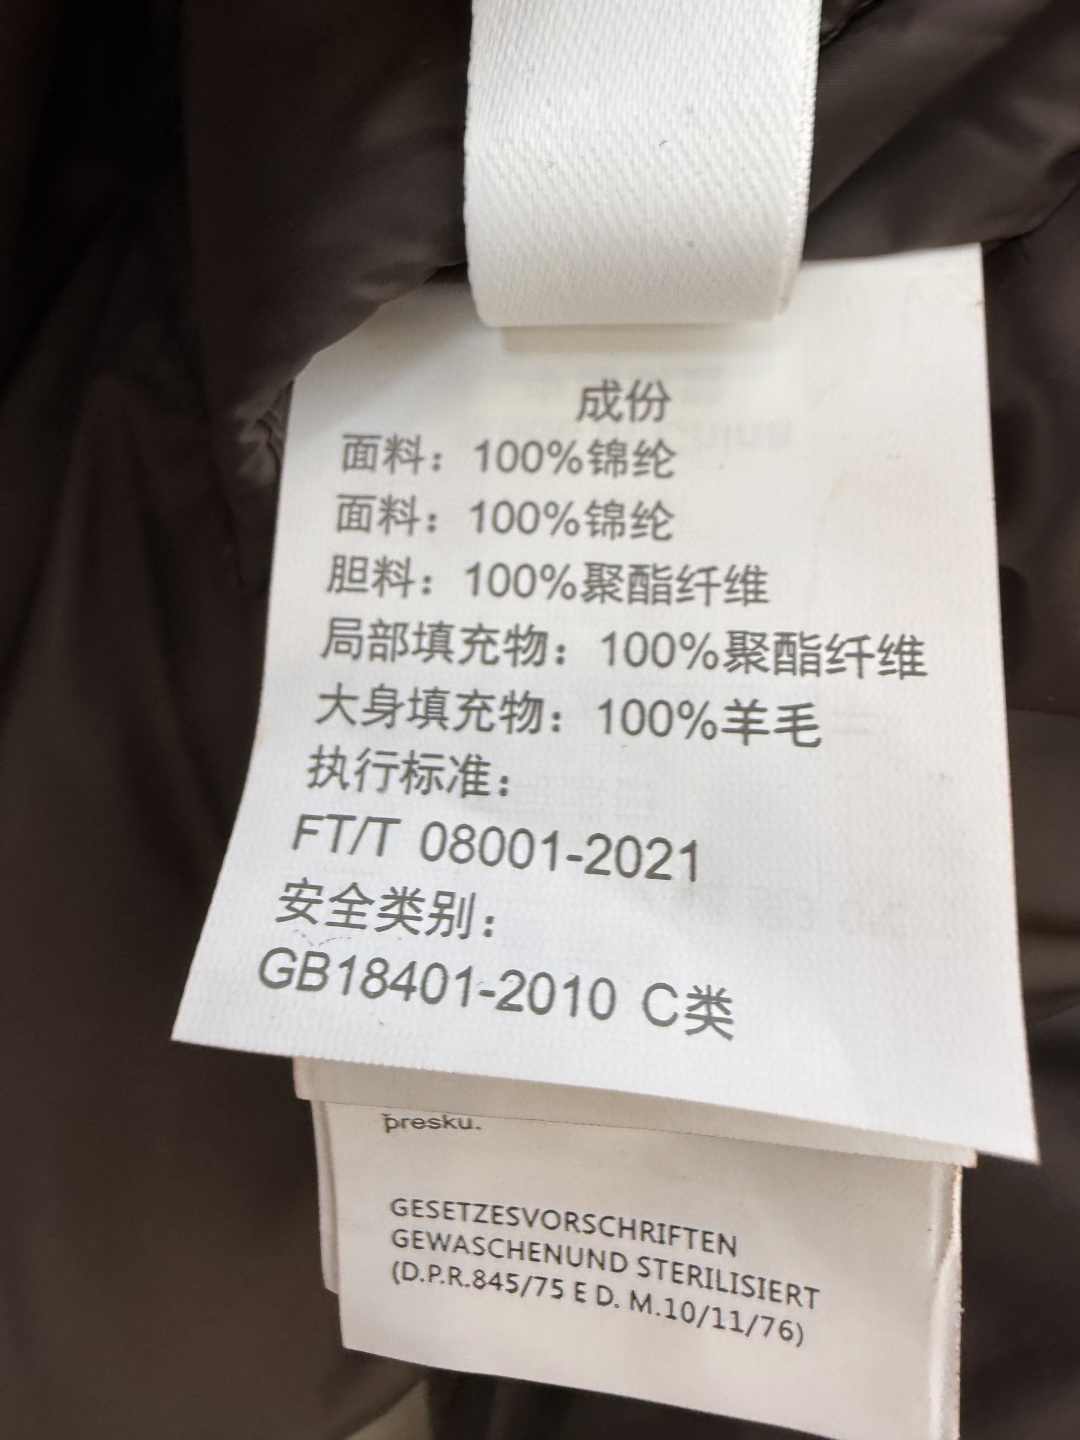 成份
面料：100%锦纶
面料：100%锦纶
胆料：100%聚酯纤维
局部填充物：100%聚酯纤维
大身填充物：100%羊毛
执行标准：
FT/T 08001-2021
安全类别：
GB18401-2010 C类
presku.
GESETZESVORSCHRIFTEN
GEWASCHENUND STERILISIERT
(D.P.R.845/75 E D. M.10/11/76)